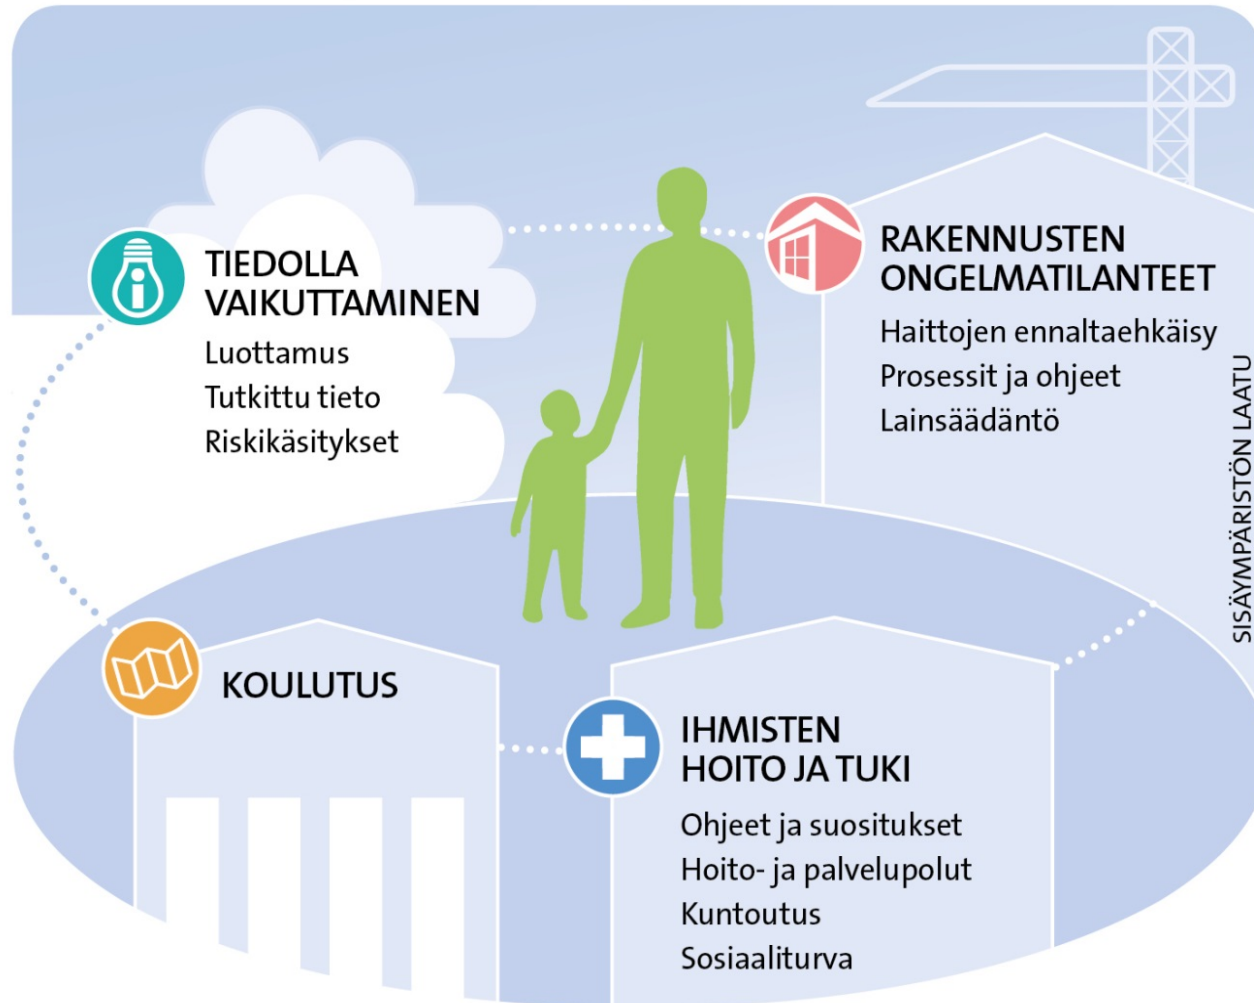 TIEDOLLA
VAIKUTTAMINEN
Luottamus
Tutkittu tieto
Riskikäsitykset
RAKENNUSTEN
ONGELMATILANTEET
Haittojen ennaltaehkäisy
Prosessit ja ohjeet
Lainsäädäntö
SISÄYMPÄRISTÖN LAATU
KOULUTUS
IHMISTEN
HOITO JA TUKI
Ohjeet ja suositukset
Hoito- ja palvelupolut
Kuntoutus
Sosiaaliturva